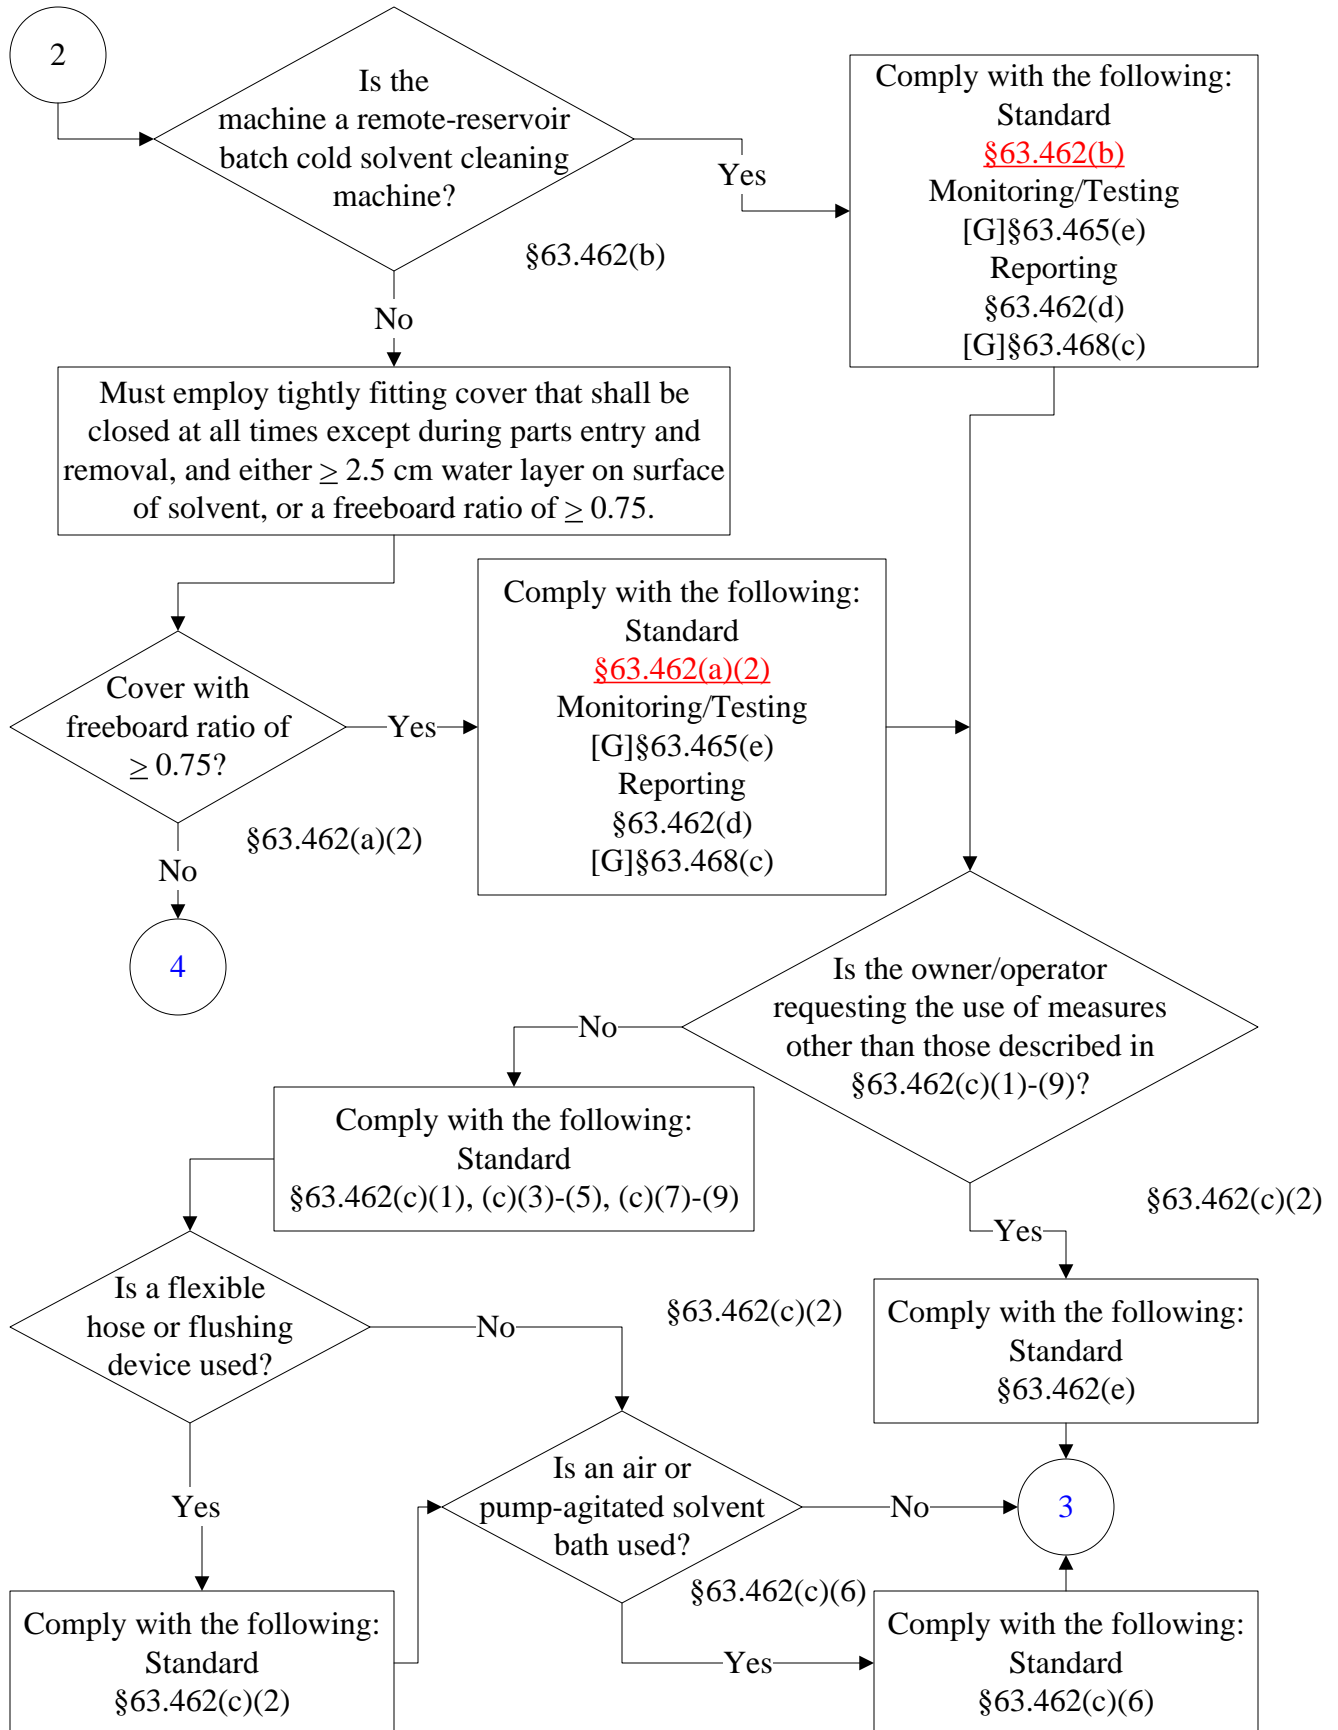 2
Is the
machine a remote-reservoir
batch cold solvent cleaning
machine?
§63.462(b)
Yes
Comply with the following:
Standard
§63.462(b)
Monitoring/Testing
[G]§63.465(e)
Reporting
§63.462(d)
[G]§63.468(c)
No
Must employ tightly fitting cover that shall be
closed at all times except during parts entry and
removal, and either ≥ 2.5 cm water layer on surface
of solvent, or a freeboard ratio of ≥ 0.75.
Cover with
freeboard ratio of
≥ 0.75?
§63.462(a)(2)
Yes
Comply with the following:
Standard
§63.462(a)(2)
Monitoring/Testing
[G]§63.465(e)
Reporting
§63.462(d)
[G]§63.468(c)
No
4
Is the owner/operator
requesting the use of measures
other than those described in
§63.462(c)(1)-(9)?
§63.462(c)(2)
No
Comply with the following:
Standard
§63.462(c)(1), (c)(3)-(5), (c)(7)-(9)
Yes
Comply with the following:
Standard
§63.462(e)
Is a flexible
hose or flushing
device used?
§63.462(c)(2)
No
Yes
Comply with the following:
Standard
§63.462(c)(2)
Is an air or
pump-agitated solvent
bath used?
§63.462(c)(6)
No
3
Yes
Comply with the following:
Standard
§63.462(c)(6)